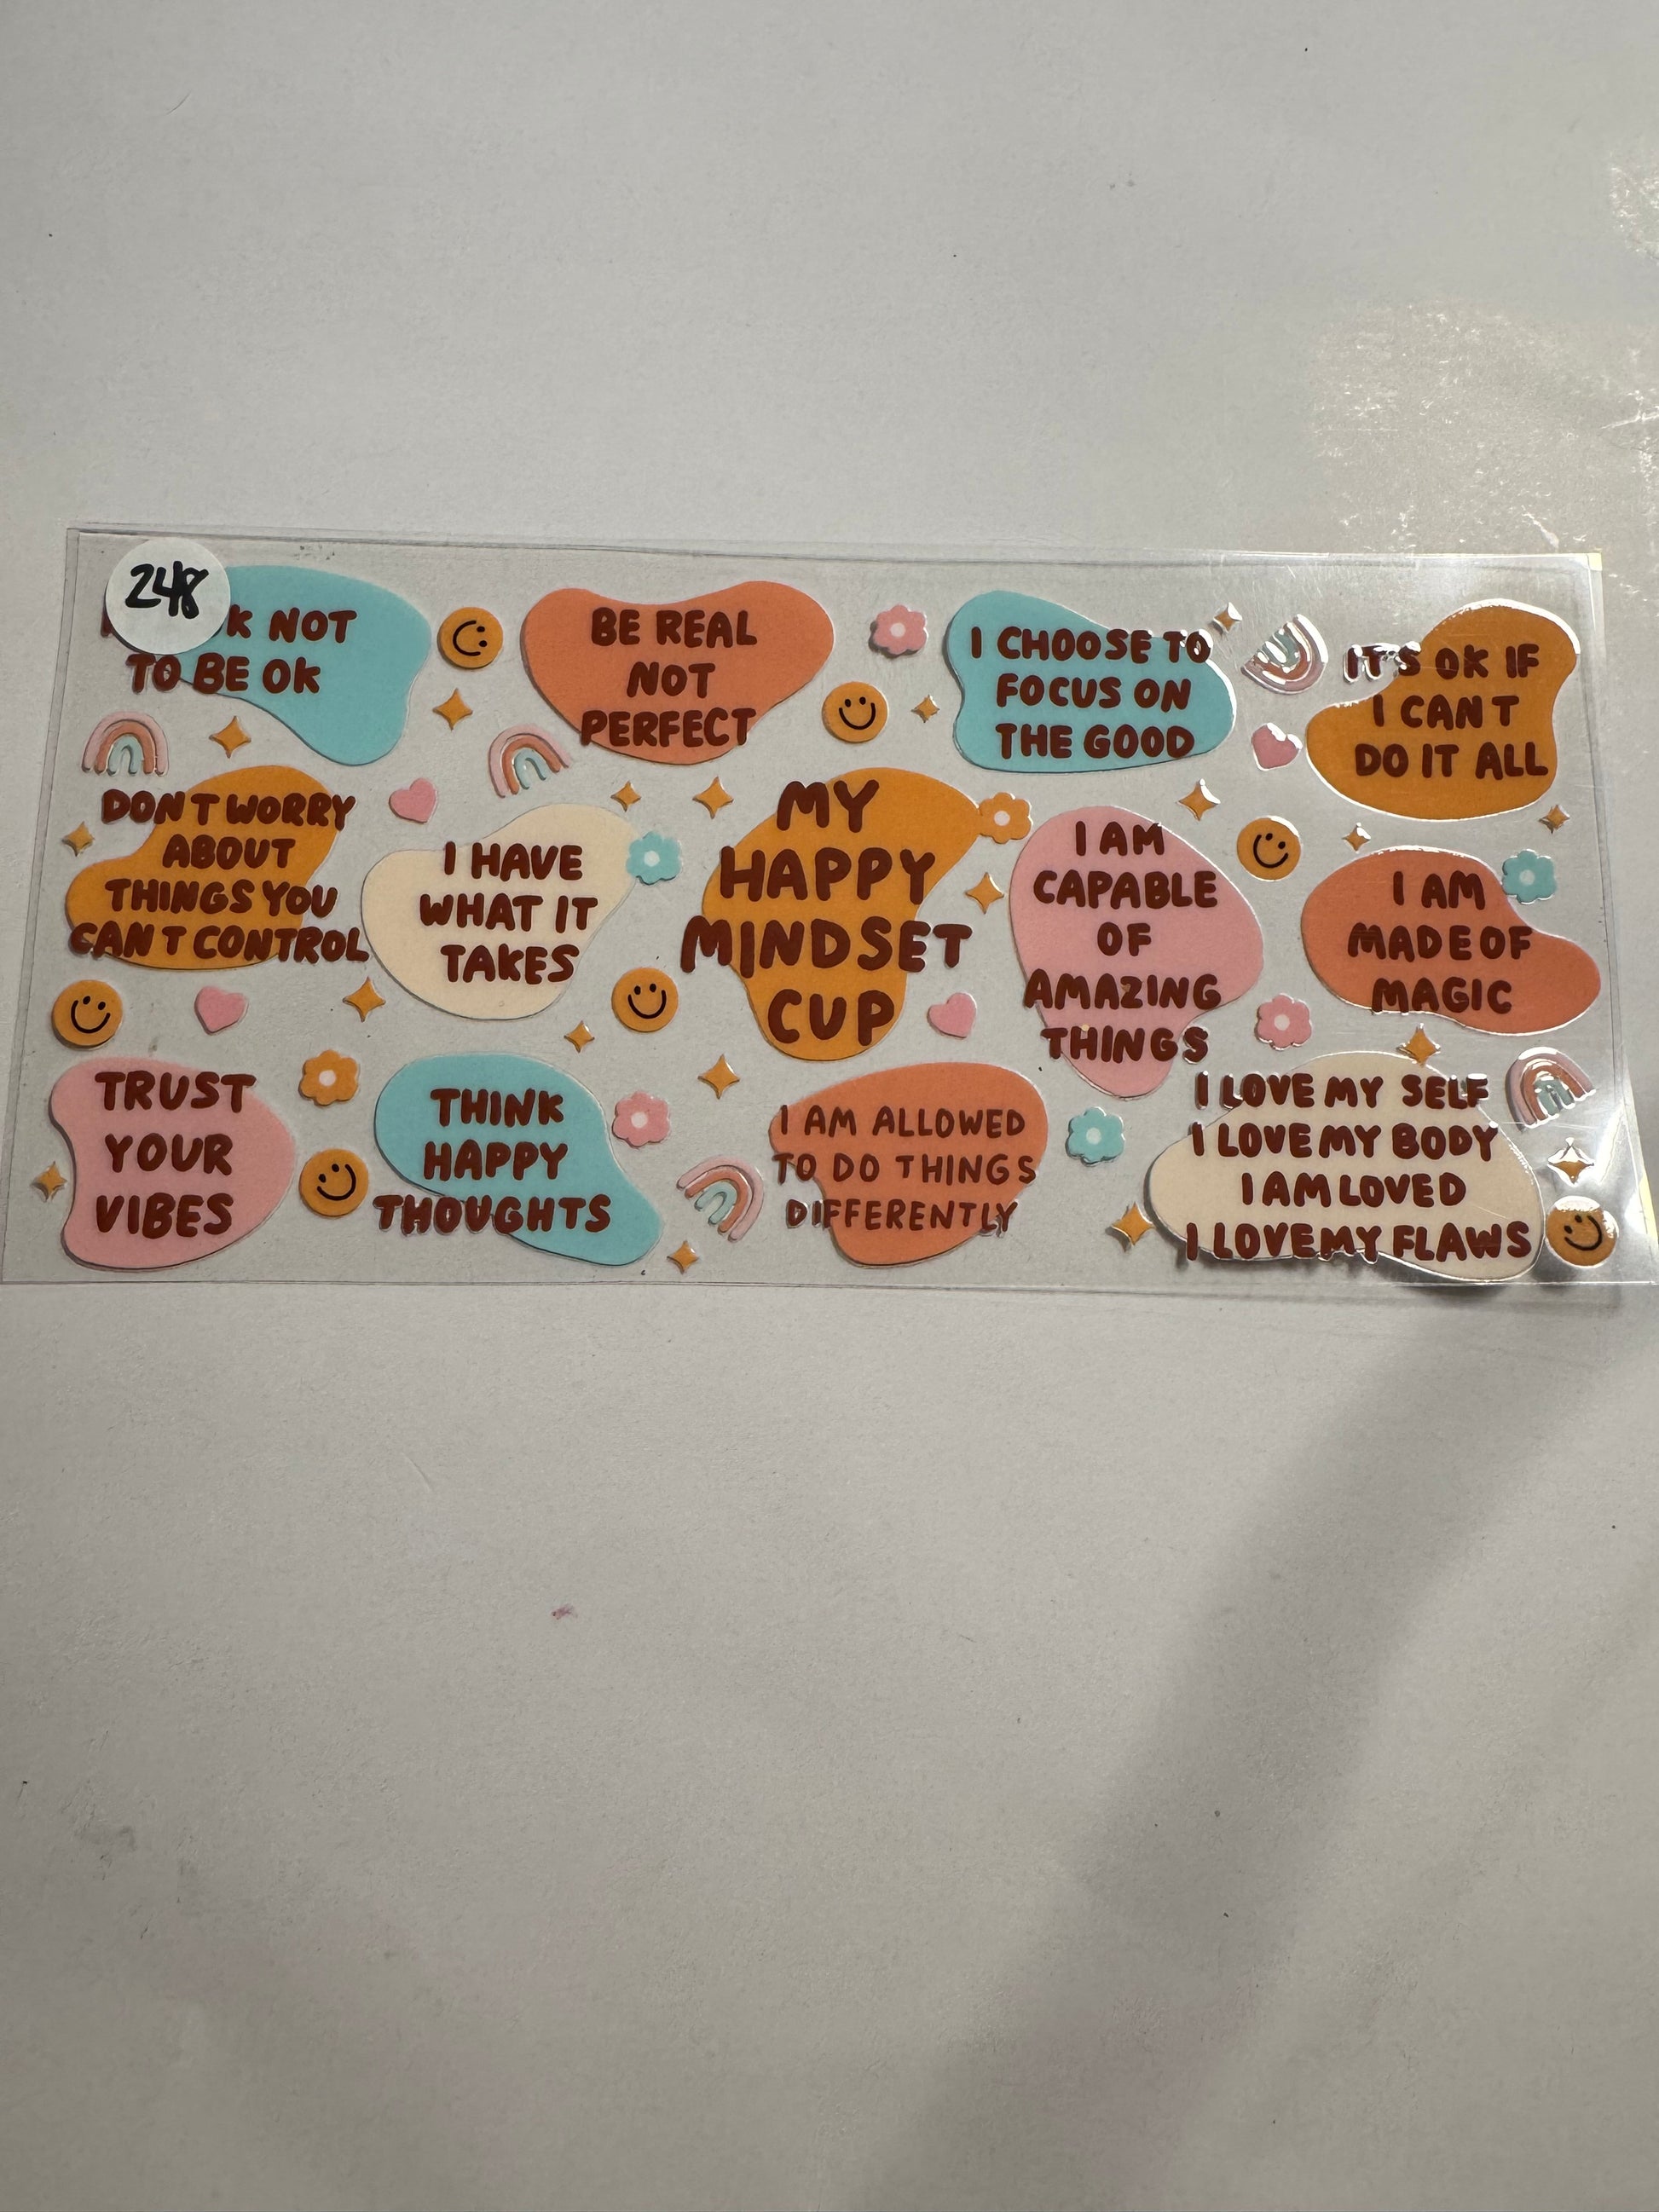 248
K NOT
TO BE OK
BE REAL
NOT
PERFECT
I CHOOSE TO
FOCUS ON
THE GOOD
IT'S OK IF
I CAN T
DO IT ALL
DON T WORRY
ABOUT
THINGS YOU
CAN T CONTROL
I HAVE
WHAT IT
TAKES
MY
HAPPY
MINDSET
CUP
I AM
CAPABLE
OF
AMAZING
THINGS
I AM
MADE OF
MAGIC
TRUST
YOUR
VIBES
THINK
HAPPY
THOUGHTS
I AM ALLOWED
TO DO THINGS
DIFFERENTLY
I LOVE MY SELF
I LOVE MY BODY
I AM LOVED
I LOVE MY FLAWS